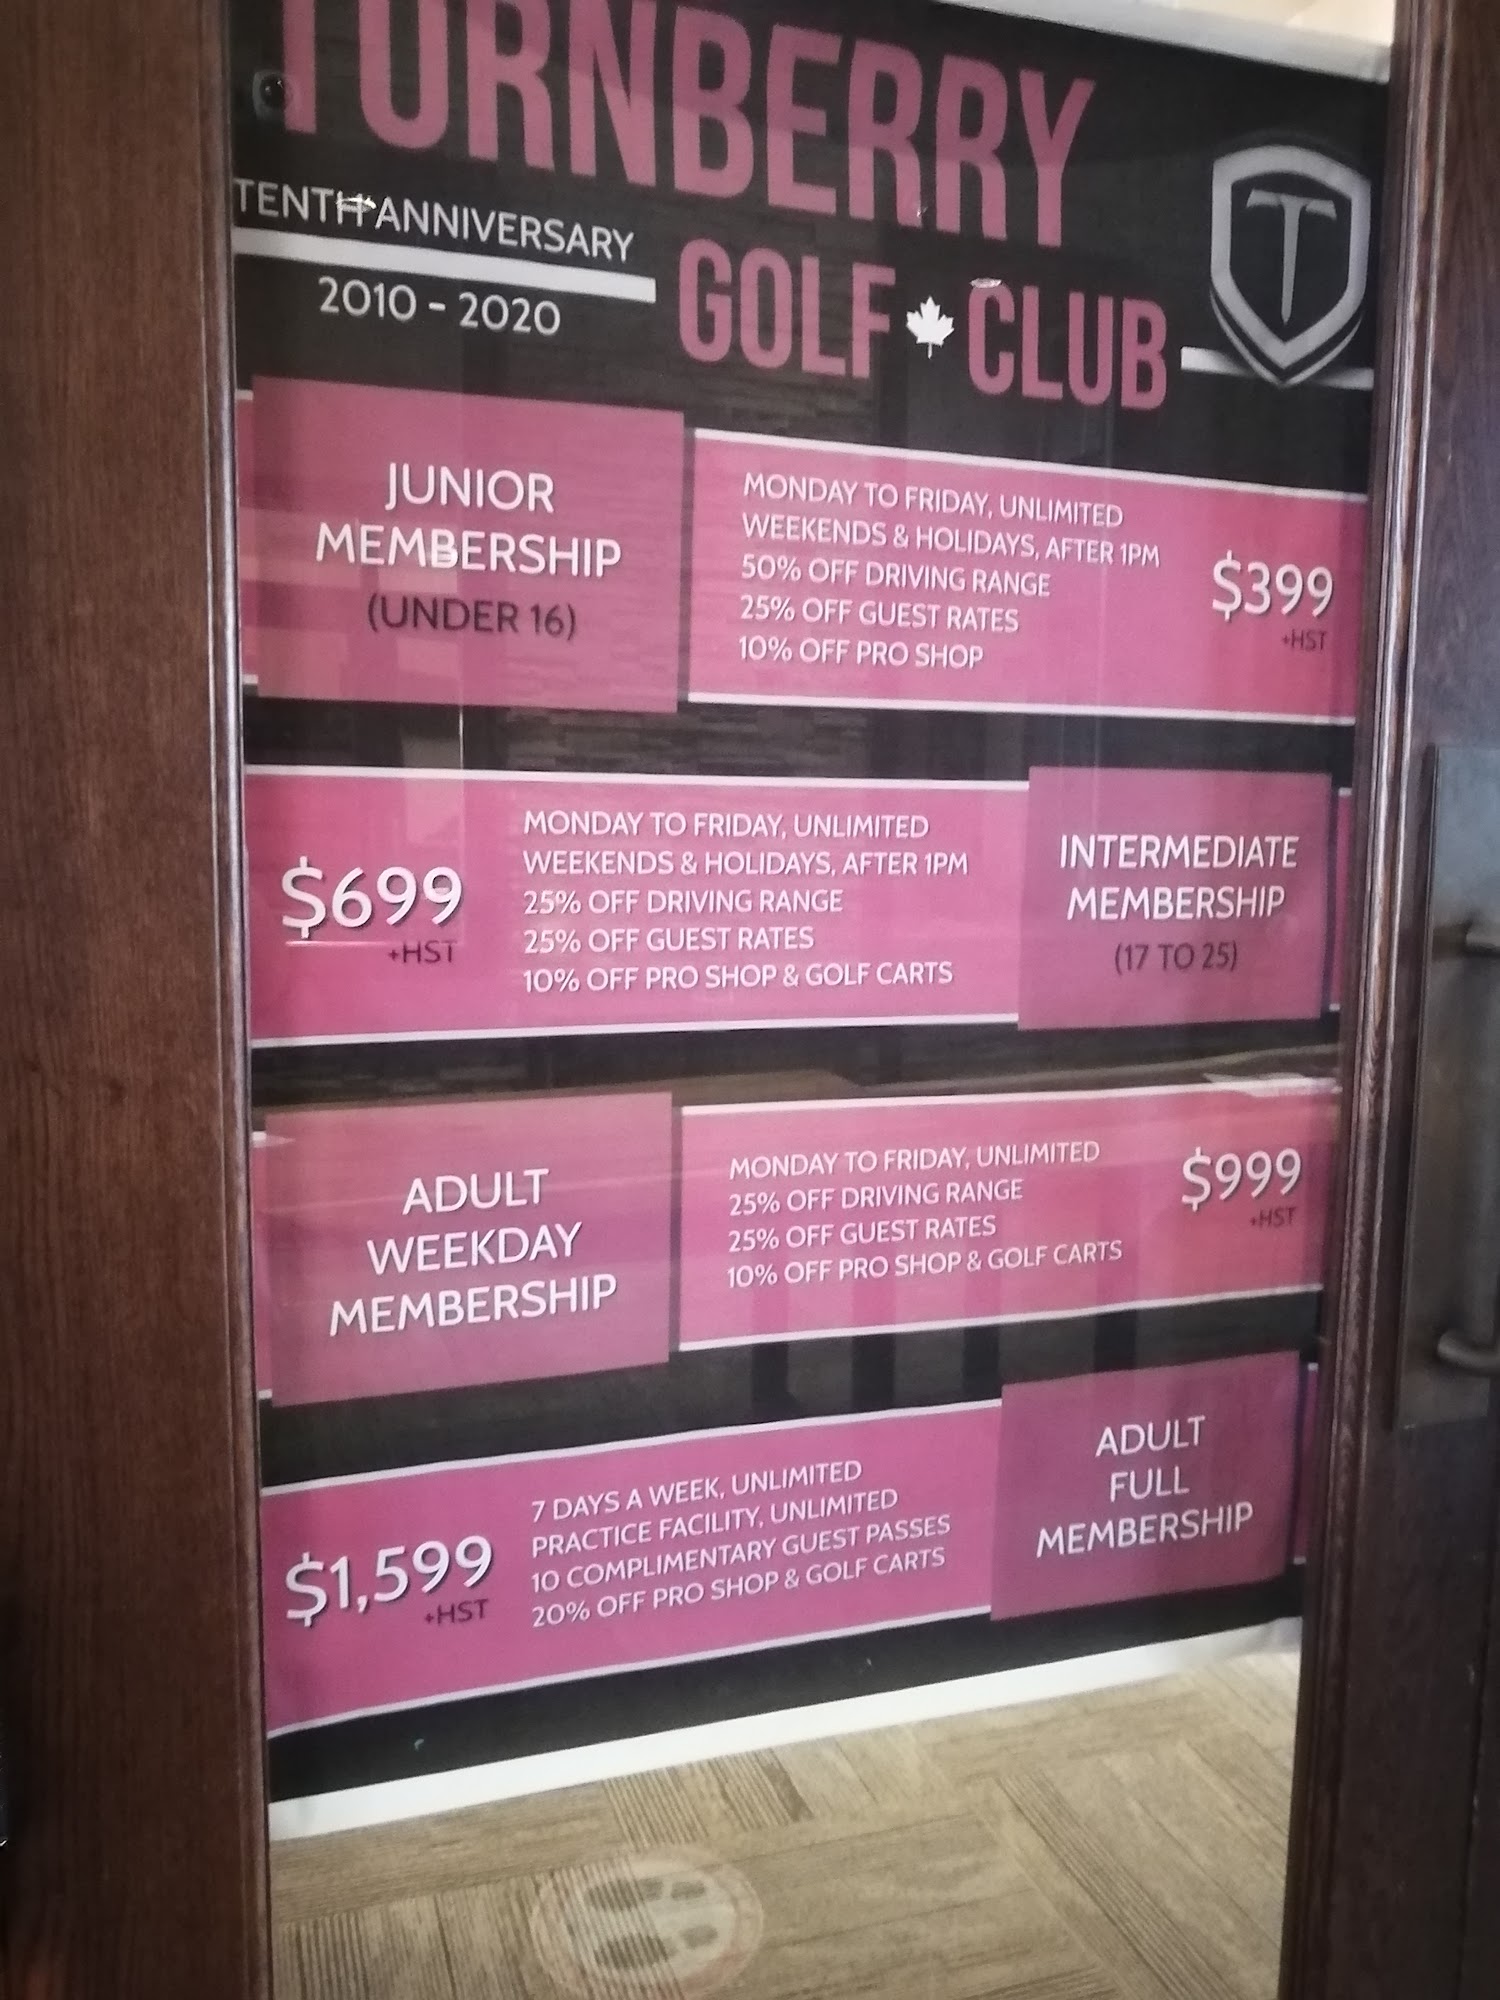 TURNBERRY
TENTH ANNIVERSARY
2010 - 2020
GOLF CLUB
T
JUNIOR
MEMBERSHIP
(UNDER 16)
MONDAY TO FRIDAY, UNLIMITED
WEEKENDS & HOLIDAYS, AFTER 1PM
50% OFF DRIVING RANGE
25% OFF GUEST RATES
10% OFF PRO SHOP
$399
+HST
$699
+HST
MONDAY TO FRIDAY, UNLIMITED
WEEKENDS & HOLIDAYS, AFTER 1PM
25% OFF DRIVING RANGE
25% OFF GUEST RATES
10% OFF PRO SHOP & GOLF CARTS
INTERMEDIATE
MEMBERSHIP
(17 TO 25)
ADULT
WEEKDAY
MEMBERSHIP
MONDAY TO FRIDAY, UNLIMITED
25% OFF DRIVING RANGE
25% OFF GUEST RATES
10% OFF PRO SHOP & GOLF CARTS
$999
+HST
$1,599
+HST
7 DAYS A WEEK, UNLIMITED
PRACTICE FACILITY, UNLIMITED
10 COMPLIMENTARY GUEST PASSES
20% OFF PRO SHOP & GOLF CARTS
ADULT
FULL
MEMBERSHIP